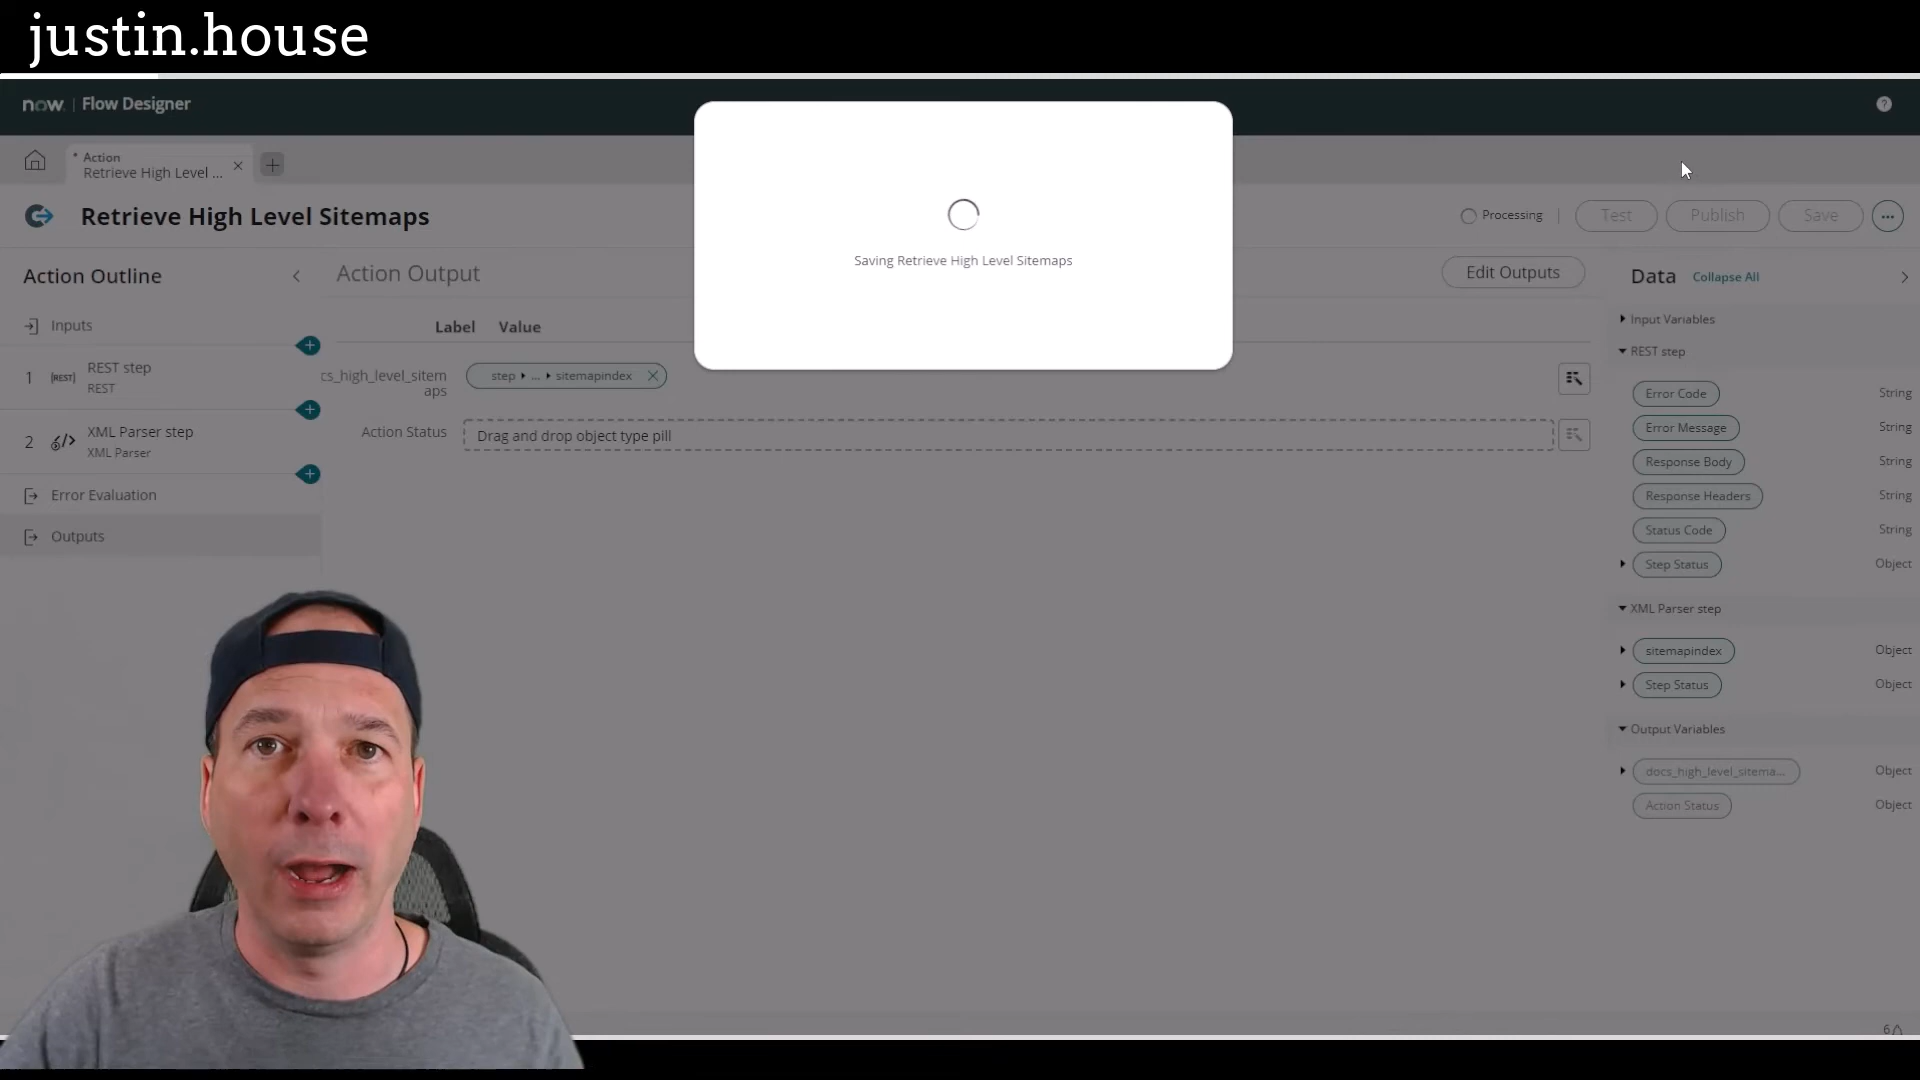 justin.house
now. | Flow Designer
?
* Action
Retrieve High Level ...
Retrieve High Level Sitemaps
Processing
Test
Publish
Save
...
Saving Retrieve High Level Sitemaps
Action Outline
Inputs
1
[REST]
REST step
REST
2
XML Parser step
XML Parser
Error Evaluation
Outputs
Action Output
Edit Outputs
Label
Value
cs_high_level_sitem
aps
step ▸ ... ▸ sitemapindex
Action Status
Drag and drop object type pill
Data
Collapse All
Input Variables
REST step
Error Code
String
Error Message
String
Response Body
String
Response Headers
String
Status Code
String
Step Status
Object
XML Parser step
sitemapindex
Object
Step Status
Object
Output Variables
docs_high_level_sitema...
Object
Action Status
Object
6